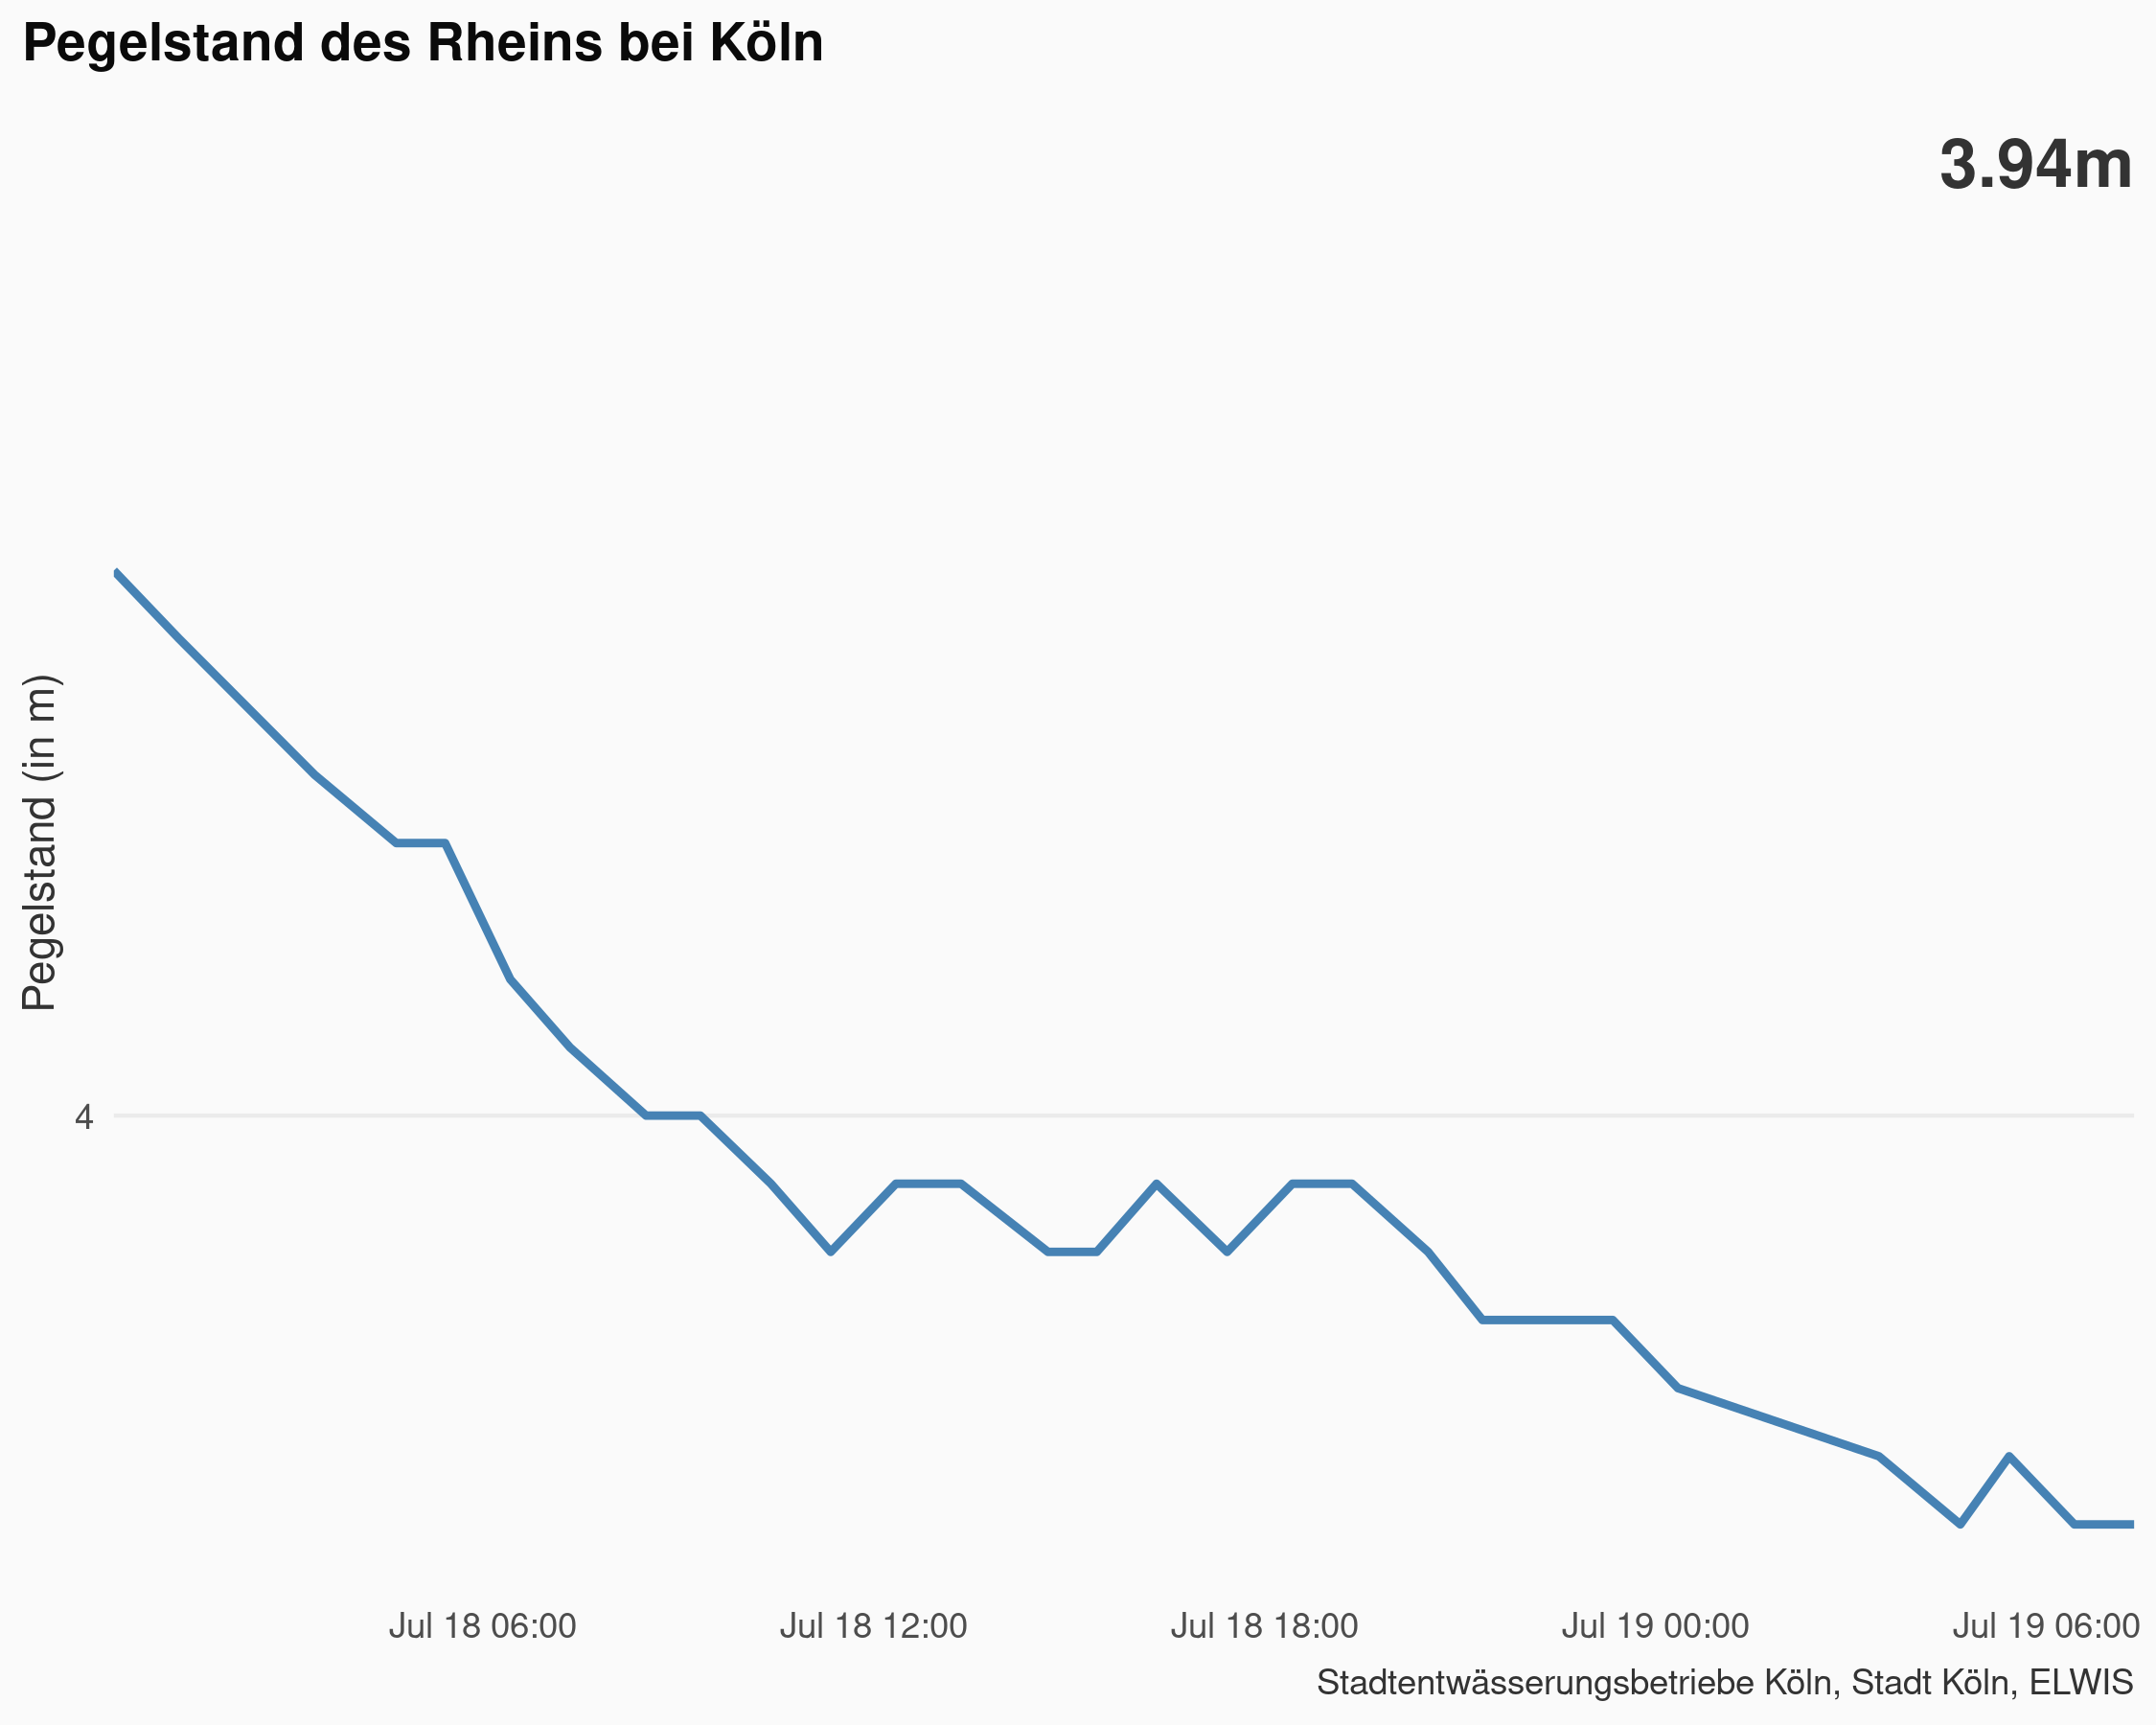 Pegelstand des Rheins bei Köln
3.94m
Pegelstand (in m)
4
Jul 18 06:00
Jul 18 12:00
Jul 18 18:00
Jul 19 00:00
Jul 19 06:00
Stadtentwässerungsbetriebe Köln, Stadt Köln, ELWIS